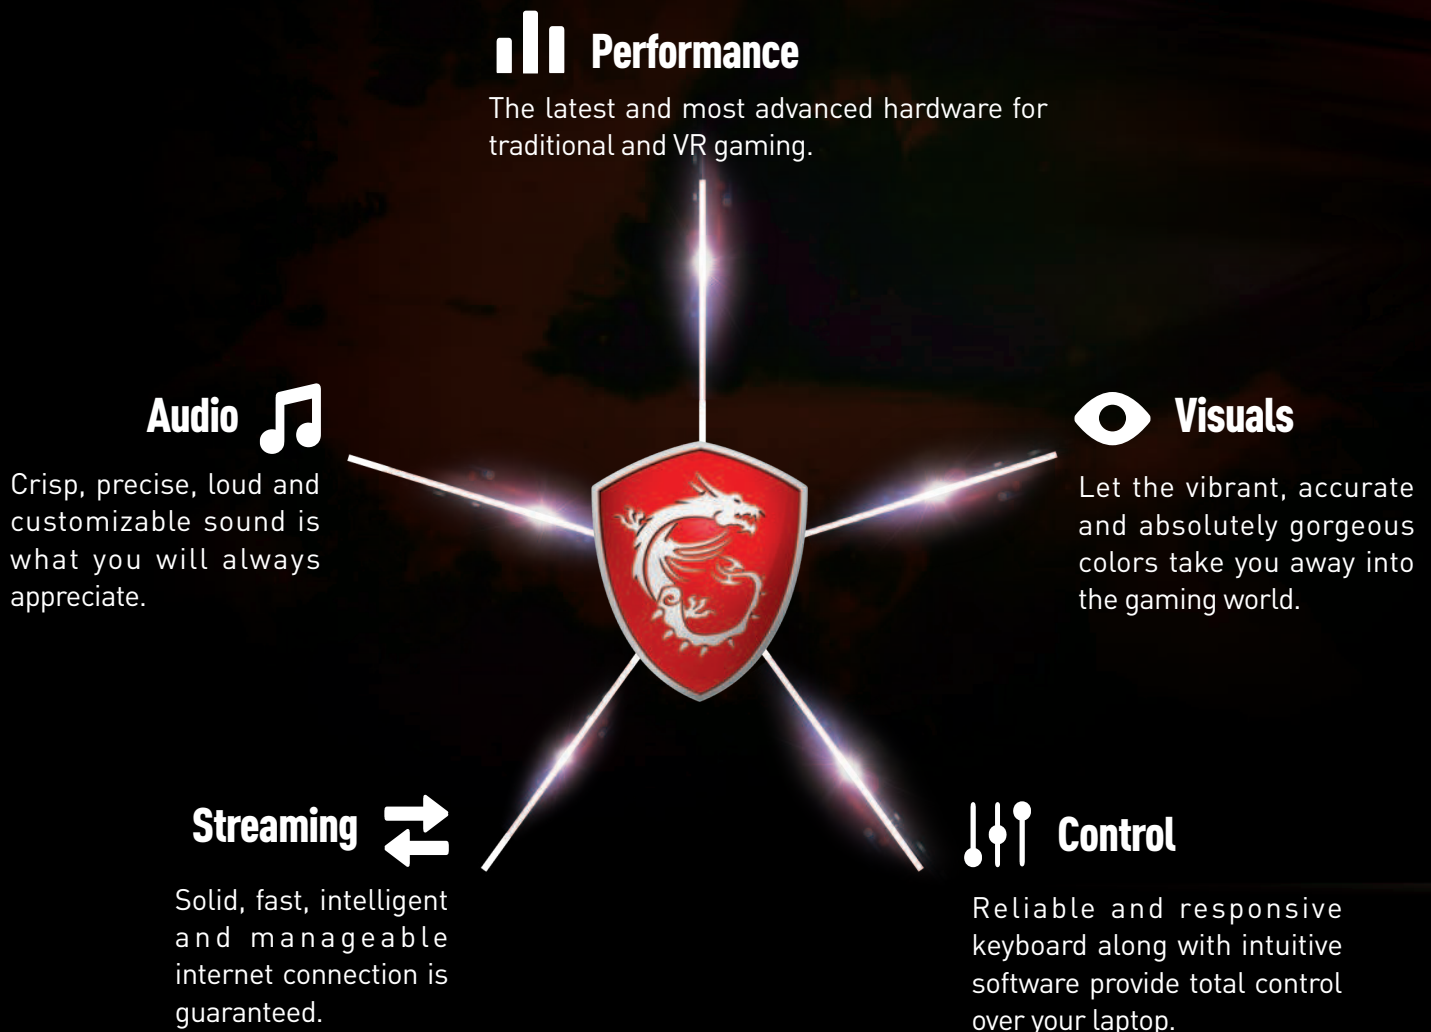 Performance
The latest and most advanced hardware for
traditional and VR gaming.
Audio
Crisp, precise, loud and
customizable sound is
what you will always
appreciate.
Visuals
Let the vibrant, accurate
and absolutely gorgeous
colors take you away into
the gaming world.
Streaming
Solid, fast, intelligent
and manageable
internet connection is
guaranteed.
Control
Reliable and responsive
keyboard along with intuitive
software provide total control
over your laptop.